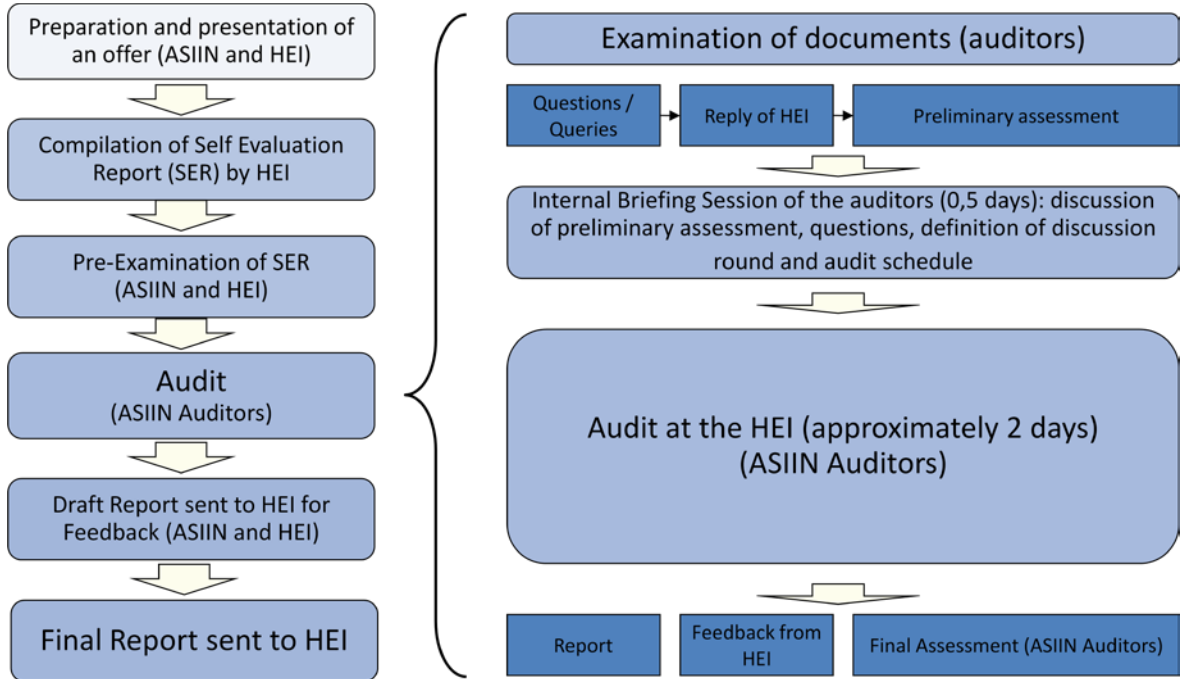 Preparation and presentation of
an offer (ASIIN and HEI)
Compilation of Self Evaluation
Report (SER) by HEI
Pre-Examination of SER
(ASIIN and HEI)
Audit
(ASIIN Auditors)
Draft Report sent to HEI for
Feedback (ASIIN and HEI)
Final Report sent to HEI
Examination of documents (auditors)
Questions /
Queries
Reply of HEI
Preliminary assessment
Internal Briefing Session of the auditors (0,5 days): discussion
of preliminary assessment, questions, definition of discussion
round and audit schedule
Audit at the HEI (approximately 2 days)
(ASIIN Auditors)
Report
Feedback from
HEI
Final Assessment (ASIIN Auditors)